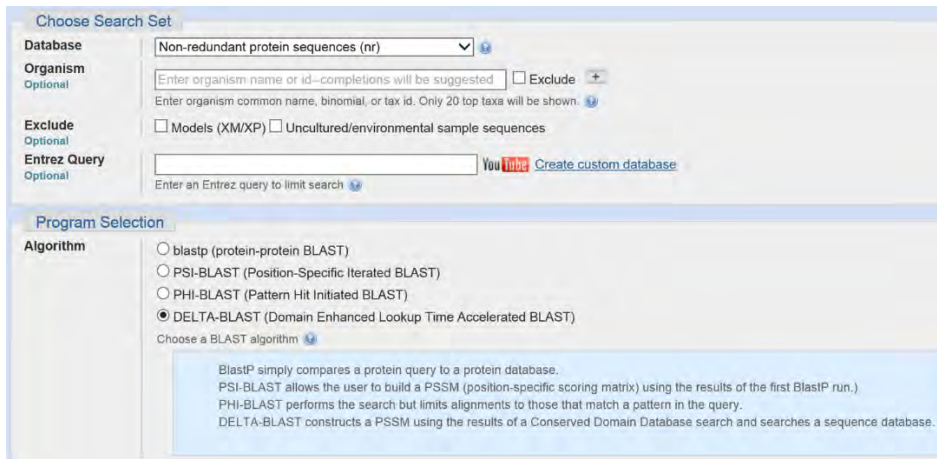 Choose Search Set
Database
Non-redundant protein sequences (nr)
Organism
Optional
Enter organism name or id--completions will be suggested
Exclude
+
Enter organism common name, binomial, or tax id. Only 20 top taxa will be shown.
Exclude
Optional
Models (XM/XP) Uncultured/environmental sample sequences
Entrez Query
Optional
YouTube Create custom database
Enter an Entrez query to limit search
Program Selection
Algorithm
blastp (protein-protein BLAST)
PSI-BLAST (Position-Specific Iterated BLAST)
PHI-BLAST (Pattern Hit Initiated BLAST)
DELTA-BLAST (Domain Enhanced Lookup Time Accelerated BLAST)
Choose a BLAST algorithm
BlastP simply compares a protein query to a protein database.
PSI-BLAST allows the user to build a PSSM (position-specific scoring matrix) using the results of the first BlastP run.)
PHI-BLAST performs the search but limits alignments to those that match a pattern in the query.
DELTA-BLAST constructs a PSSM using the results of a Conserved Domain Database search and searches a sequence database.